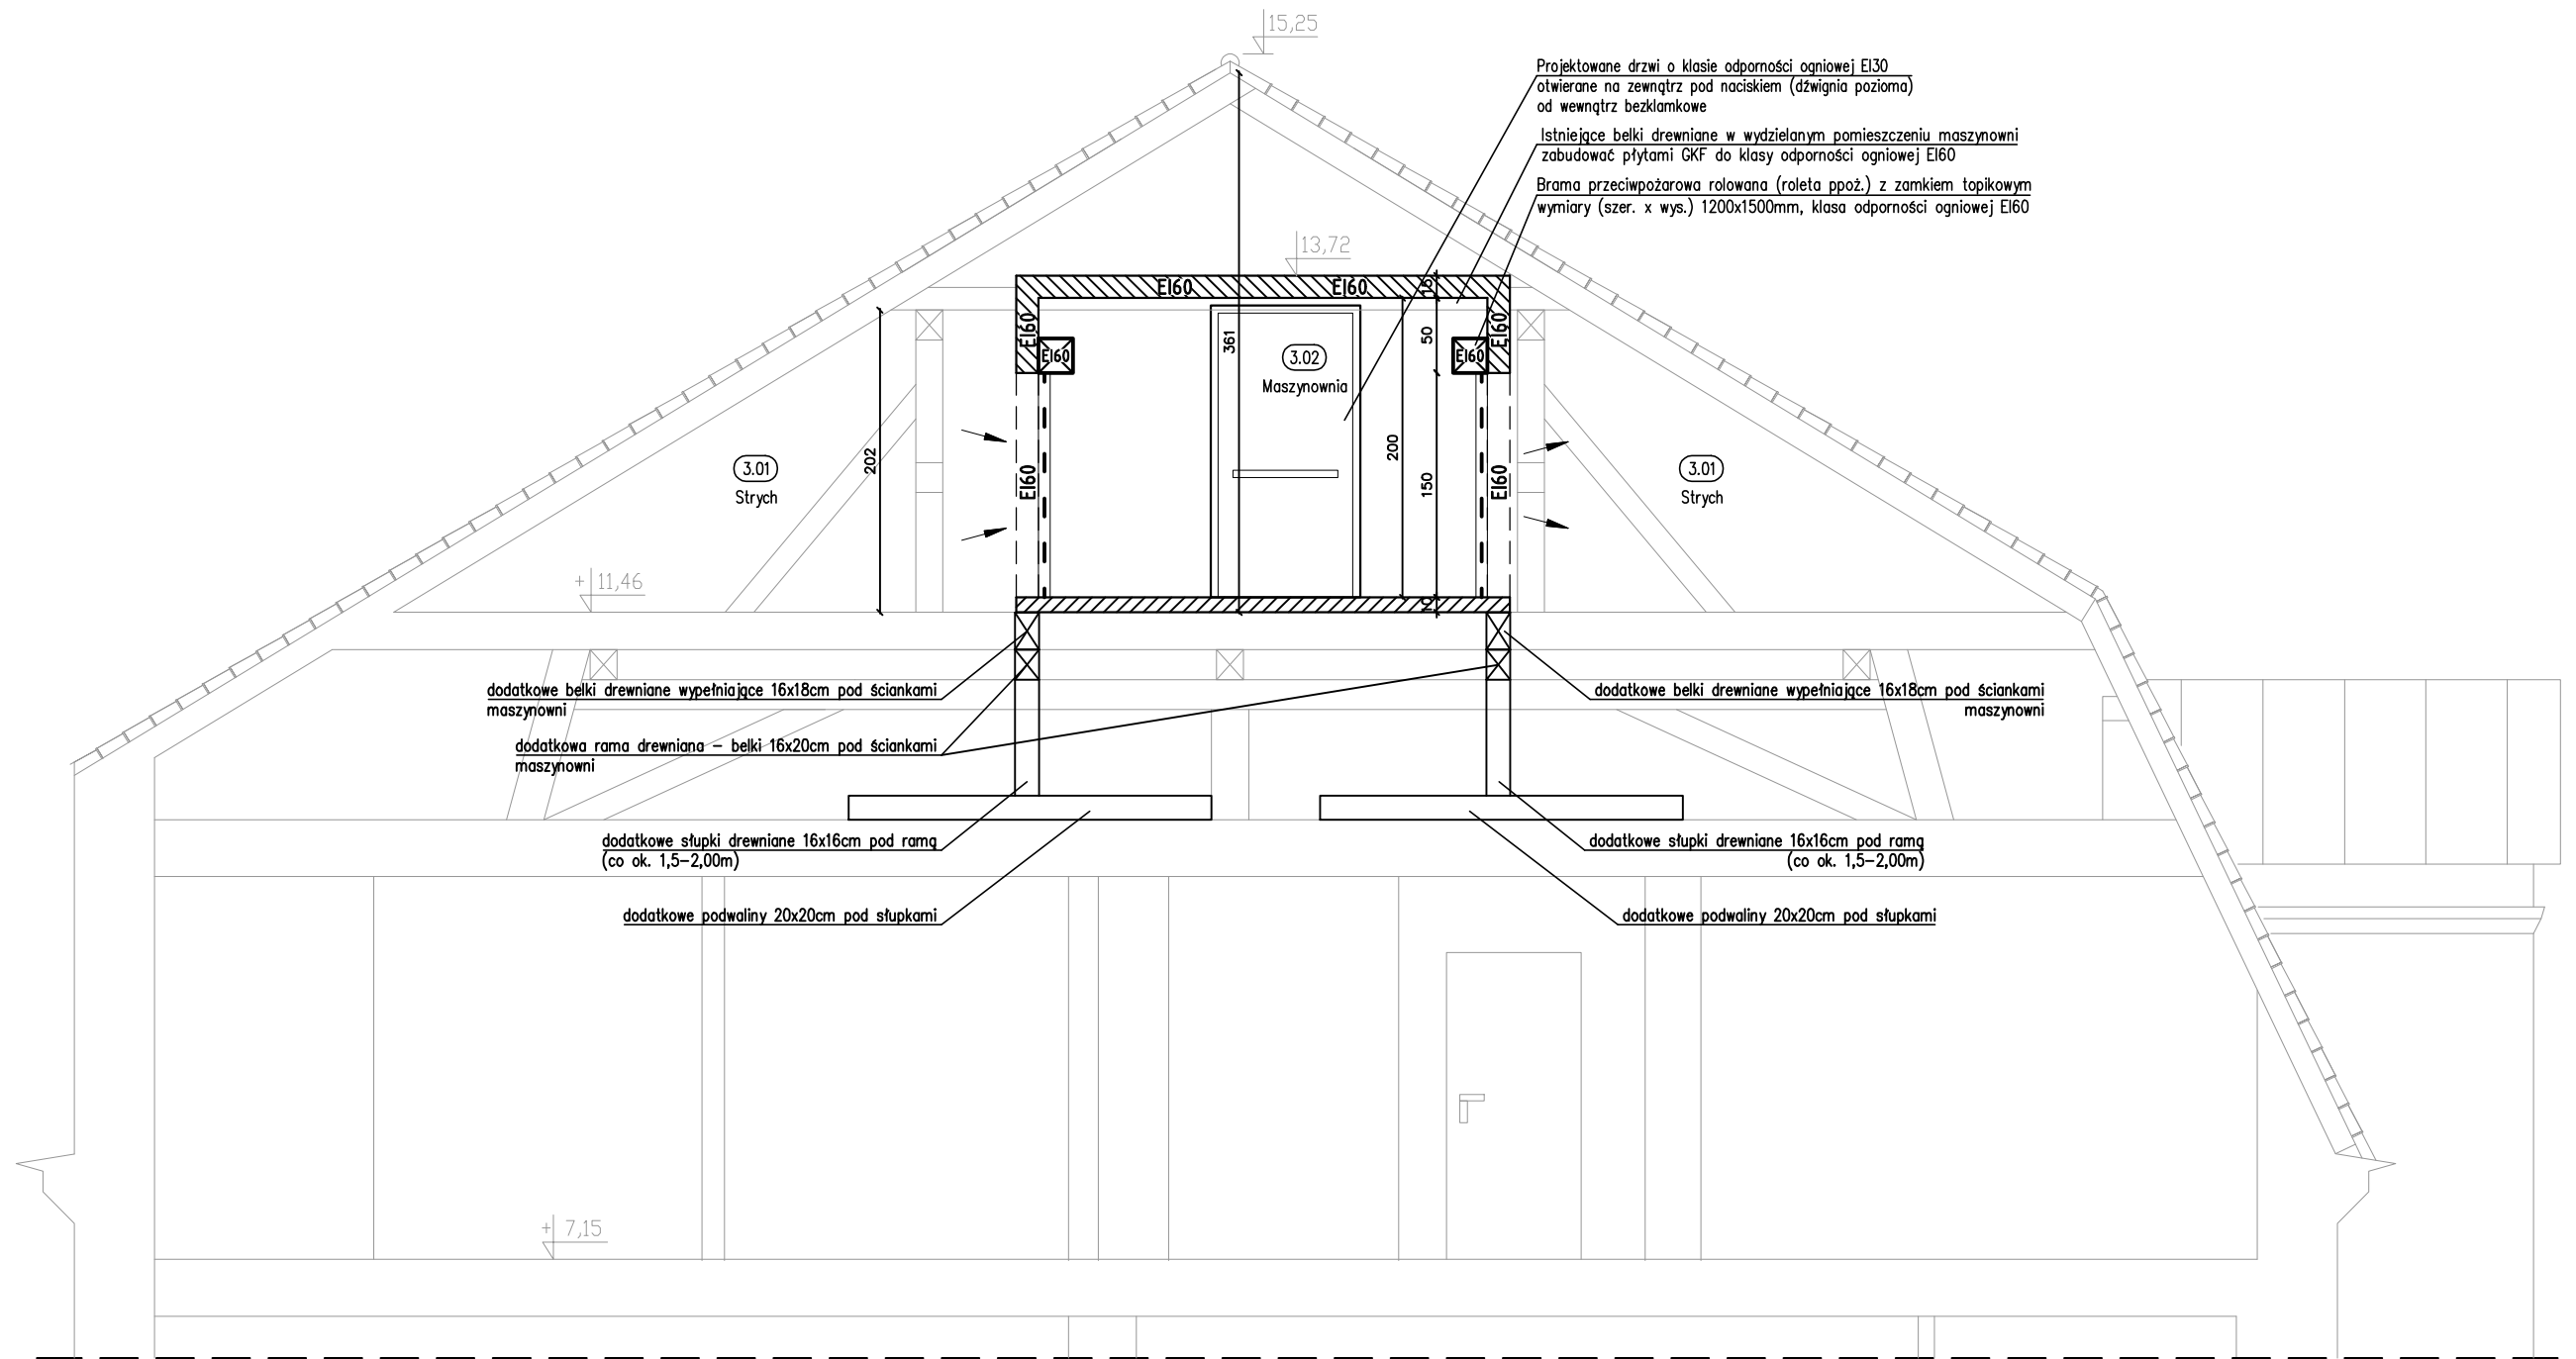 15,25
Projektowane drzwi o klasie odporności ogniowej EI30
otwierane na zewnątrz pod naciskiem (dźwignia pozioma)
od wewnątrz bezklamkowe
Istniejące belki drewniane w wydzielanym pomieszczeniu maszynowni
zabudować płytami GKF do klasy odporności ogniowej EI60
Brama przeciwpożarowa rolowana (roleta ppoż.) z zamkiem topikowym
wymiary (szer. x wys.) 1200x1500mm, klasa odporności ogniowej EI60
13,72
EI60
EI60
15
EI60
EI60
50
361
EI60
EI60
3.02
Maszynownia
202
200
150
EI60
EI60
3.01
Strych
3.01
Strych
+ 11,46
10
dodatkowe belki drewniane wypełniające 16x18cm pod ściankami
maszynowni
dodatkowe belki drewniane wypełniające 16x18cm pod ściankami
maszynowni
dodatkowa rama drewniana – belki 16x20cm pod ściankami
maszynowni
dodatkowe słupki drewniane 16x16cm pod ramą
(co ok. 1,5–2,00m)
dodatkowe słupki drewniane 16x16cm pod ramą
(co ok. 1,5–2,00m)
dodatkowe podwaliny 20x20cm pod słupkami
dodatkowe podwaliny 20x20cm pod słupkami
+ 7,15